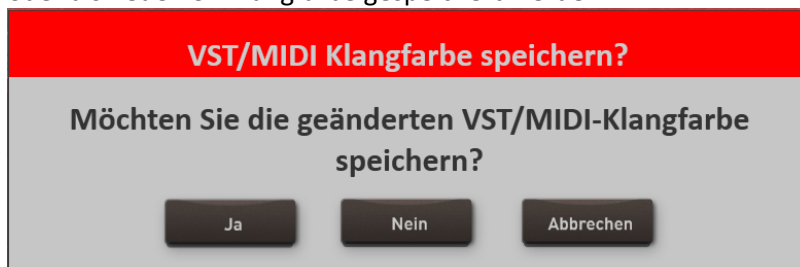 VST/MIDI Klangfarbe speichern?
Möchten Sie die geänderten VST/MIDI-Klangfarbe
speichern?
Ja Nein Abbrechen